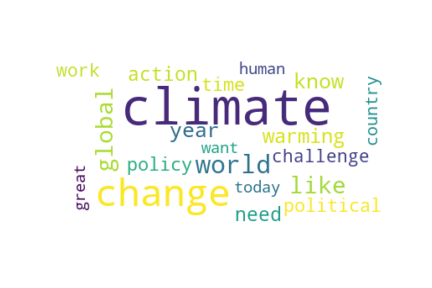 work
action
human
time
know
climate
global
country
year
warming
want
challenge
policy
world
great
change
today
like
need
political